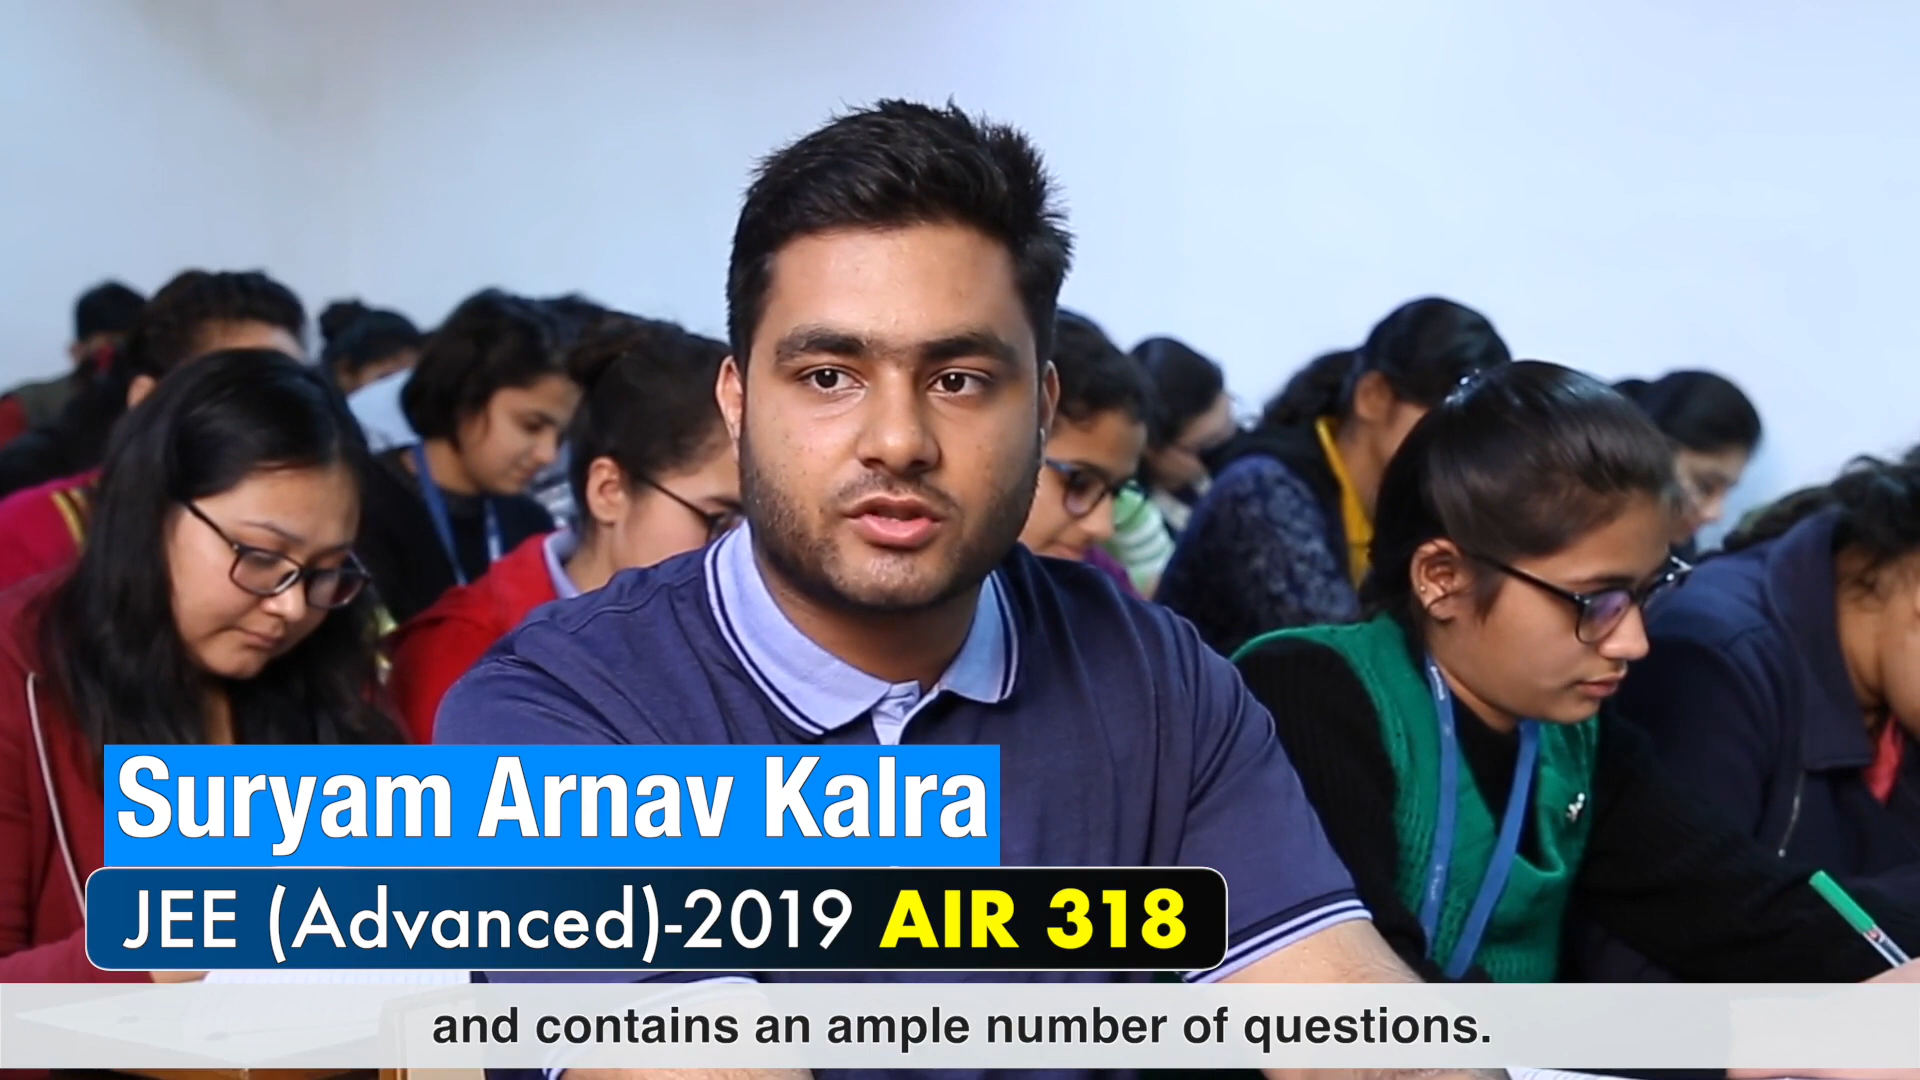 Suryam Arnav Kalra
JEE (Advanced)-2019 AIR 318
and contains an ample number of questions.